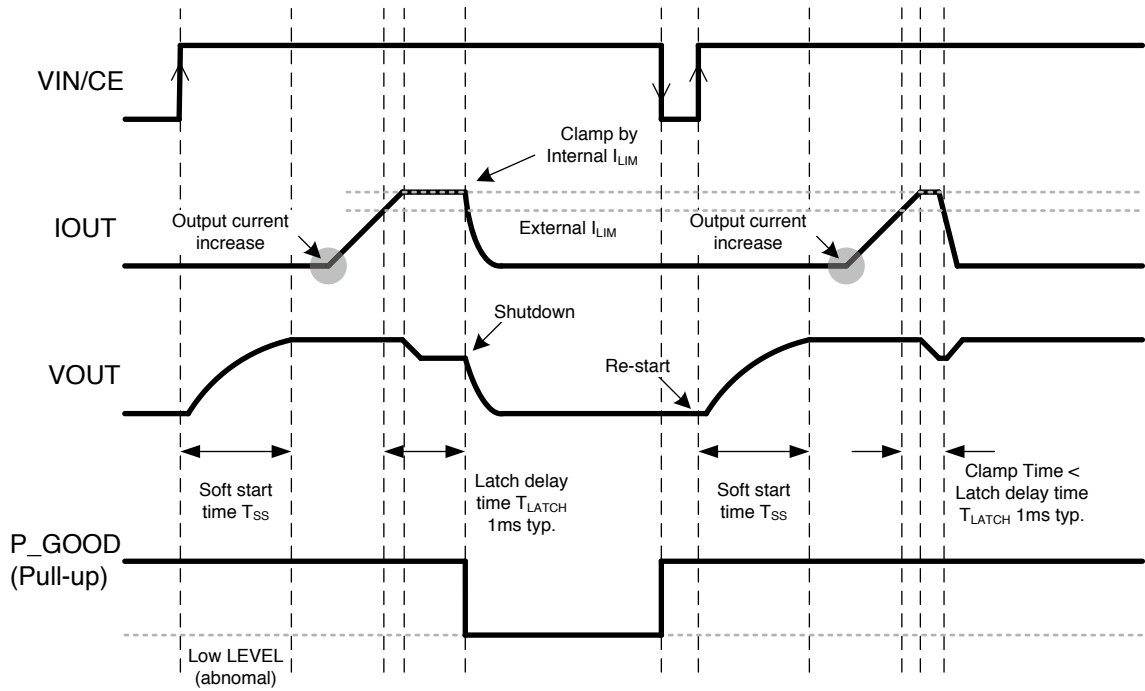 VIN/CE
Clamp by
Internal ILIM
Output current
increase
IOUT
External ILIM
Output current
increase
Shutdown
VOUT
Re-start
Soft start
time TSS
Latch delay
time TLATCH
1ms typ.
Soft start
time TSS
Clamp Time <
Latch delay time
TLATCH 1ms typ.
P_GOOD
(Pull-up)
Low LEVEL
(abnomal)